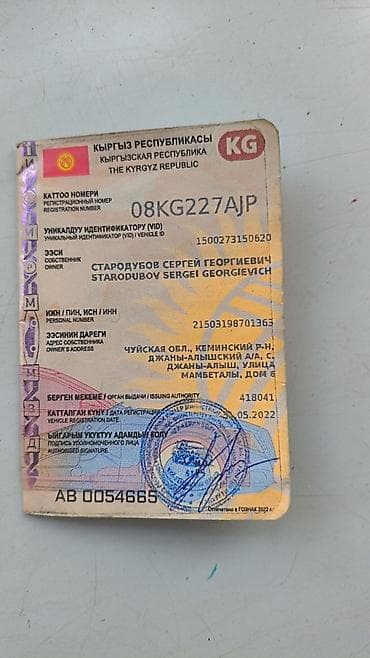 КЫРГЫЗ РЕСПУБЛИКАСЫ
КЫРГЫЗСКАЯ РЕСПУБЛИКА
THE KYRGYZ REPUBLIC
KG
КАТТОО НОМЕРИ
РЕГИСТРАЦИОННЫЙ НОМЕР
REGISTRATION NUMBER
08KG227AJP
УНИКАЛДУУ ИДЕНТИФИКАТОРУ (VID)
УНИКАЛЬНЫЙ ИДЕНТИФИКАТОР (VID) / VEHICLE ID
1500273150620
ЭЭСИ
СОБСТВЕННИК
OWNER
СТАРОДУБОВ СЕРГЕЙ ГЕОРГИЕВИЧ
STARODUBOV SERGEI GEORGIEVICH
ИЖН / ПИН, ИСН / ИНН
PERSONAL NUMBER
21503198701363
ЭЭСИНИН ДАРЕГИ
АДРЕС СОБСТВЕННИКА
OWNER'S ADDRESS
ЧУЙСКАЯ ОБЛ., КЕМИНСКИЙ Р-Н,
ДЖАНЫ-АЛЫШСКИЙ А/А, С.
ДЖАНЫ-АЛЫШ, УЛИЦА
МАМБЕТАЛЫ, ДОМ 6
БЕРГЕН МЕКЕМЕ / ОРГАН ВЫДАЧИ / ISSUING AUTHORITY
418041
КАТТАЛГАН КҮНҮ / ДАТА РЕГИСТРАЦИИ
VEHICLE REGISTRATION DATE
05.2022
ЫЙГАРЫМ УКУКТУУ АДАМДЫН КОЛУ
ПОДПИСЬ УПОЛНОМОЧЕННОГО ЛИЦА
AUTHORISED SIGNATURE
AB 0054665
Отпечатано в ГОЗНАК 2022 г.